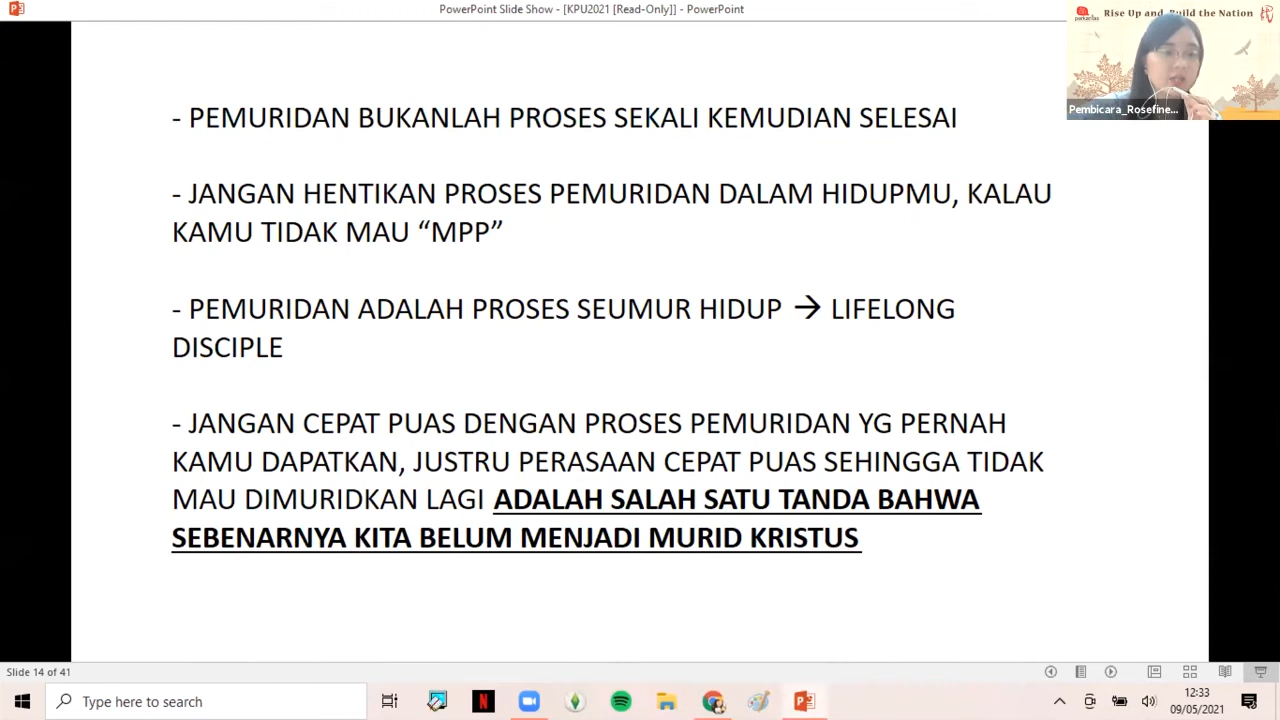 PowerPoint Slide Show - [KPU2021 [Read-Only]] - PowerPoint
Rise Up and Build the Nation
Pembicara_Rosefine...
- PEMURIDAN BUKANLAH PROSES SEKALI KEMUDIAN SELESAI
- JANGAN HENTIKAN PROSES PEMURIDAN DALAM HIDUPMU, KALAU
KAMU TIDAK MAU “MPP”
- PEMURIDAN ADALAH PROSES SEUMUR HIDUP → LIFELONG
DISCIPLE
- JANGAN CEPAT PUAS DENGAN PROSES PEMURIDAN YG PERNAH
KAMU DAPATKAN, JUSTRU PERASAAN CEPAT PUAS SEHINGGA TIDAK
MAU DIMURIDKAN LAGI ADALAH SALAH SATU TANDA BAHWA
SEBENARNYA KITA BELUM MENJADI MURID KRISTUS
Slide 14 of 41
Type here to search
12:33
09/05/2021